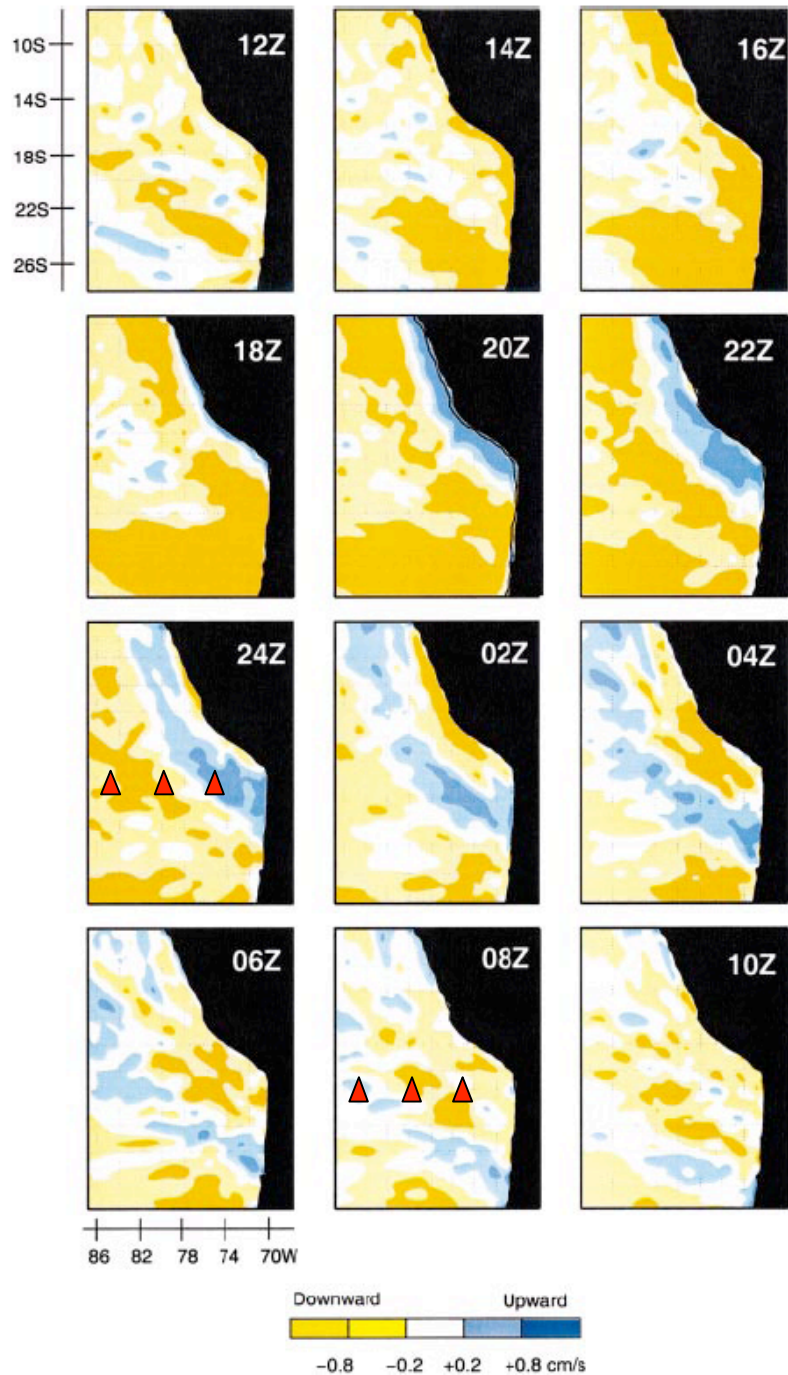 12Z 14Z 16Z
10S
14S
18S
22S
26S
18Z 20Z 22Z
24Z 02Z 04Z
06Z 08Z 10Z
86 82 78 74 70W
Downward Upward
−0.8 −0.2 +0.2 +0.8 cm/s